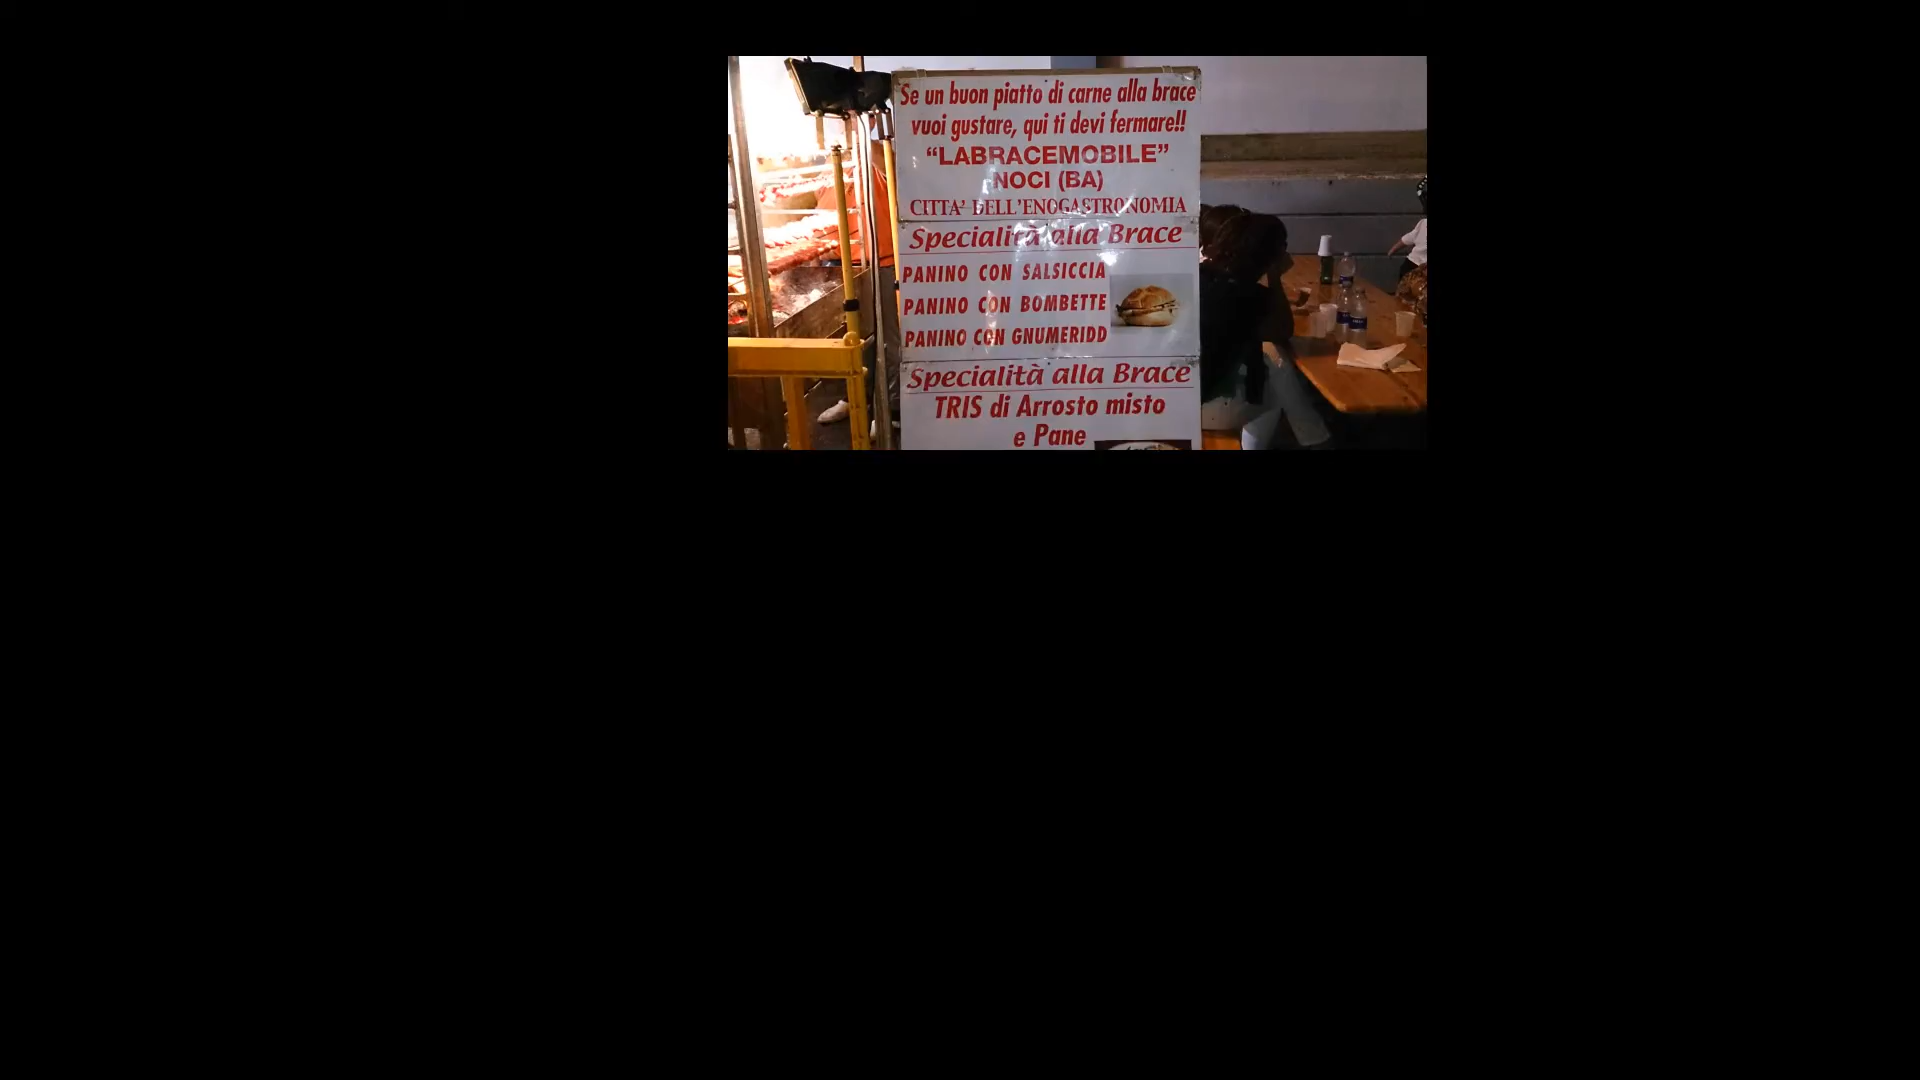 Se un buon piatto di carne alla brace
vuoi gustare, qui ti devi fermare!!
“LABRACEMOBILE”
NOCI (BA)
CITTA' DELL'ENOGASTRONOMIA
Specialità alla Brace
PANINO CON SALSICCIA
PANINO CON BOMBETTE
PANINO CON GNUMERIDD
Specialità alla Brace
TRIS di Arrosto misto
e Pane